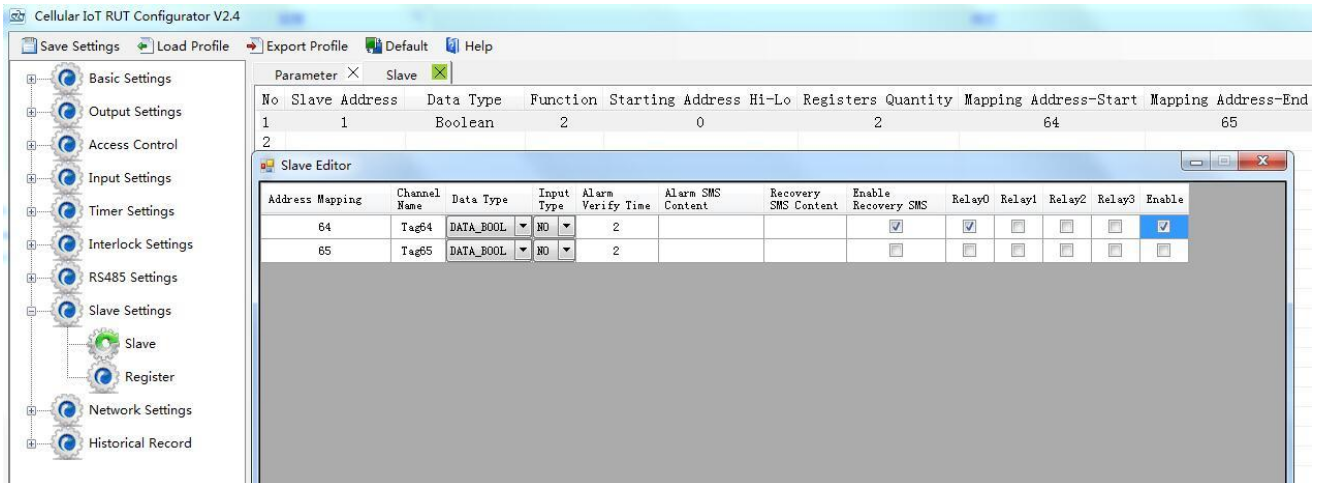 Cellular IoT RUT Configurator V2.4
Save Settings Load Profile Export Profile Default Help
Basic Settings
Output Settings
Access Control
Input Settings
Timer Settings
Interlock Settings
RS485 Settings
Slave Settings
Slave
Register
Network Settings
Historical Record
Parameter Slave
No Slave Address Data Type Function Starting Address Hi-Lo Registers Quantity Mapping Address-Start Mapping Address-End
1 1 Boolean 2 0 2 64 65
2
Slave Editor
Address Mapping Channel Name Data Type Input Type Alarm Verify Time Alarm SMS Content Recovery SMS Content Enable Recovery SMS Relay0 Relay1 Relay2 Relay3 Enable
64 Tag64 DATA_BOOL NO 2
65 Tag65 DATA_BOOL NO 2